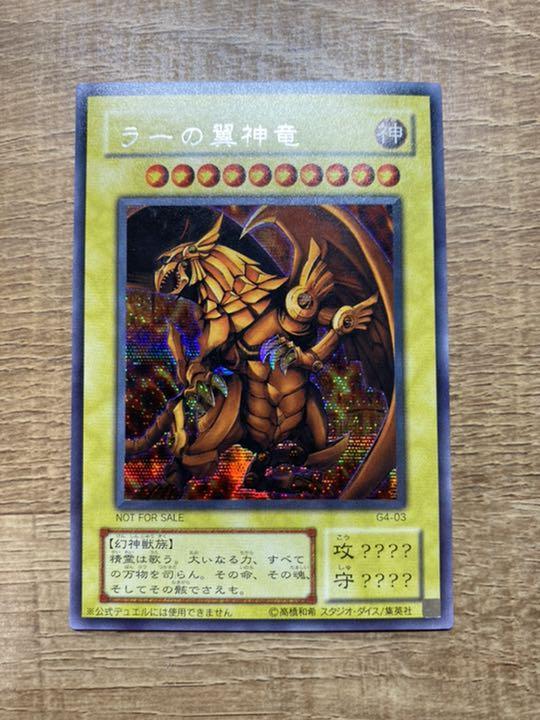 ラーの翼神竜
神
NOT FOR SALE
G4-03
【幻神獣族】
精霊は歌う。大いなる力、すべて
の万物を司らん。その命、その魂、
そしてその骸でさえも。
攻????
守????
※公式デュエルには使用できません
©高橋和希 スタジオ・ダイス/集英社